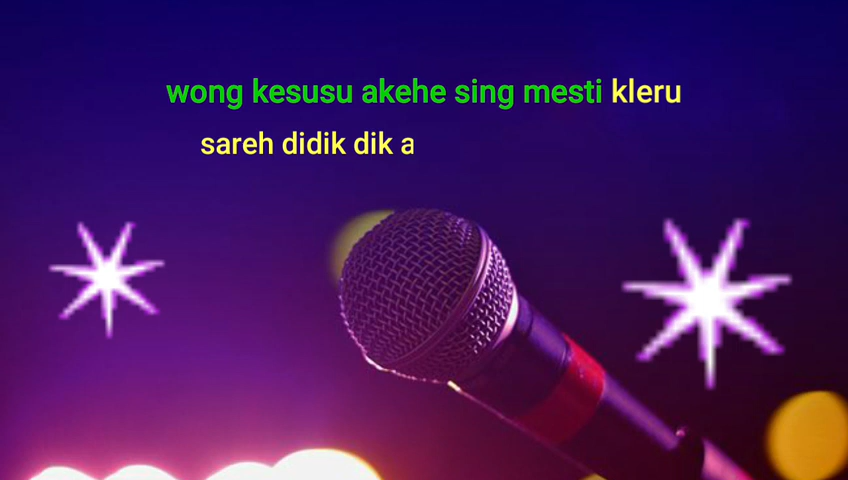 wong kesusu akehe sing mesti kleru
sareh didik dik a